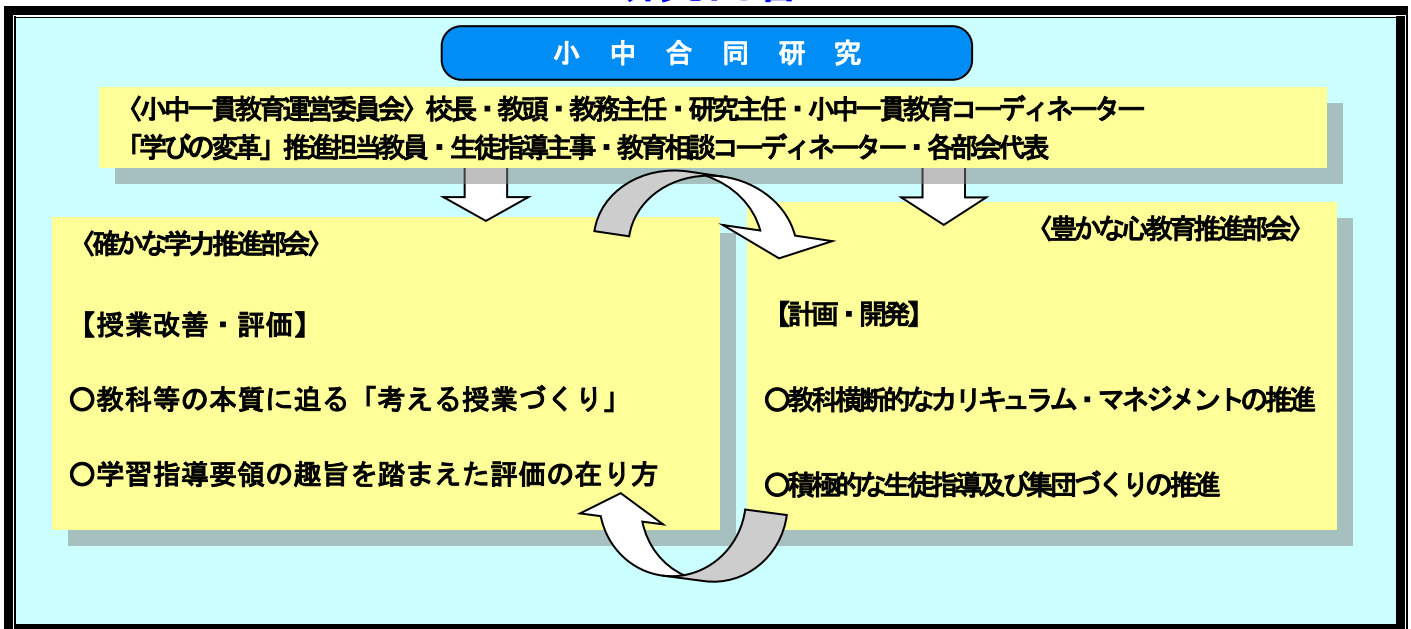 小中合同研究
〈小中一貫教育運営委員会〉校長・教頭・教務主任・研究主任・小中一貫教育コーディネーター
「学びの変革」推進担当教員・生徒指導主事・教育相談コーディネーター・各部会代表
〈確かな学力推進部会〉
【授業改善・評価】
〇教科等の本質に迫る「考える授業づくり」
〇学習指導要領の趣旨を踏まえた評価の在り方
〈豊かな心教育推進部会〉
【計画・開発】
〇教科横断的なカリキュラム・マネジメントの推進
〇積極的な生徒指導及び集団づくりの推進